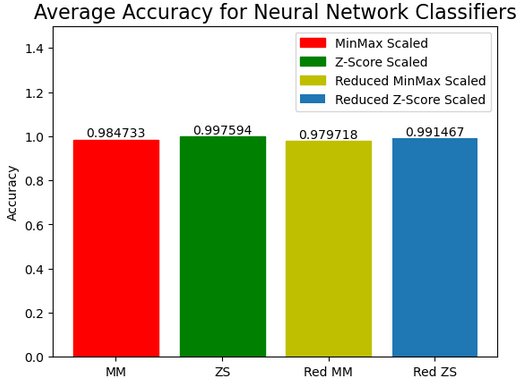 Average Accuracy for Neural Network Classifiers
MinMax Scaled
Z-Score Scaled
Reduced MinMax Scaled
Reduced Z-Score Scaled
1.4
1.2
1.0
0.8
0.6
0.4
0.2
0.0
Accuracy
0.984733
0.997594
0.979718
0.991467
MM
ZS
Red MM
Red ZS